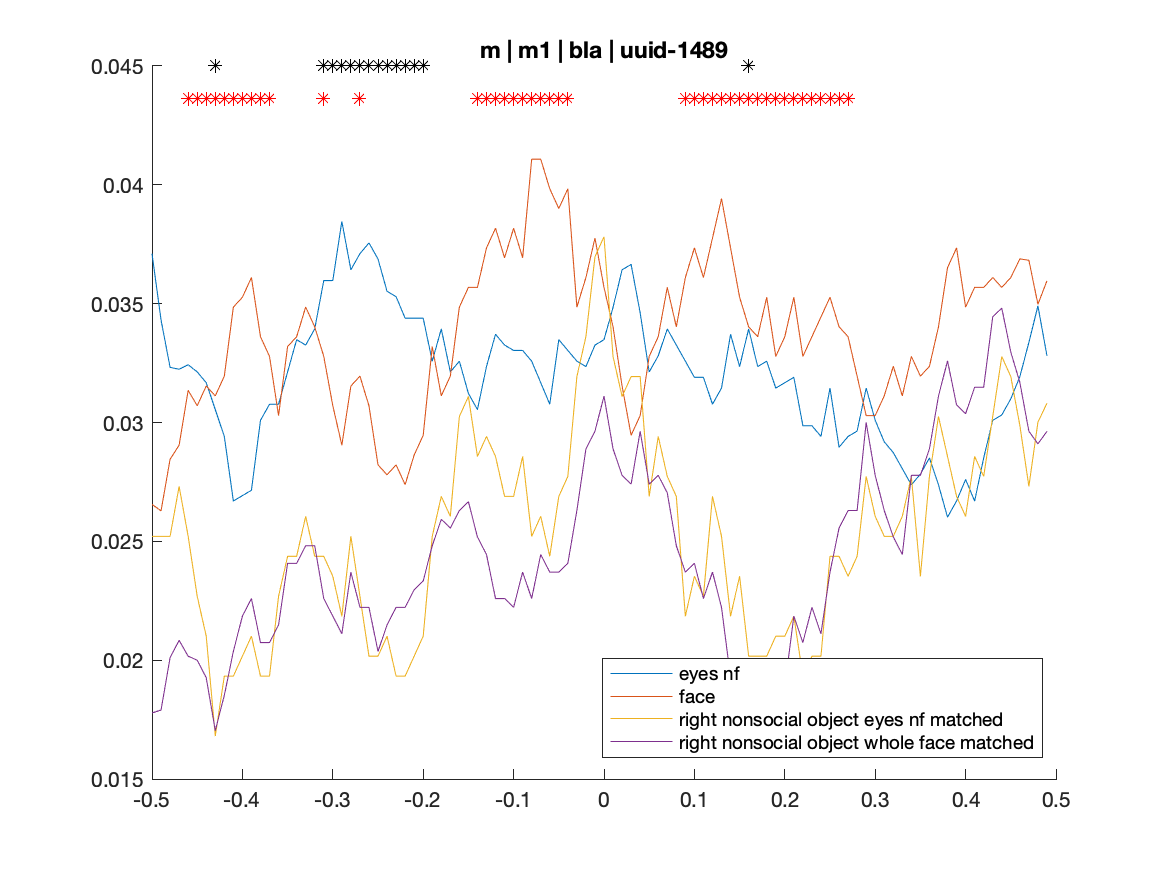 m | m1 | bla | uuid-1489
0.045
0.04
0.035
0.03
0.025
0.02
0.015
eyes nf
face
right nonsocial object eyes nf matched
right nonsocial object whole face matched
-0.5 -0.4 -0.3 -0.2 -0.1 0 0.1 0.2 0.3 0.4 0.5